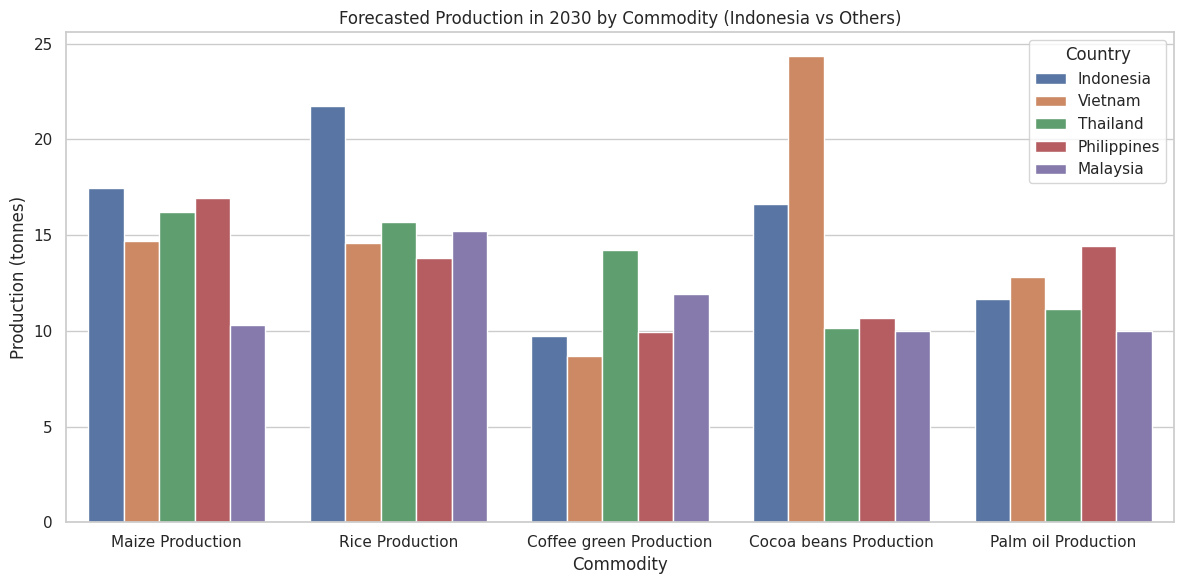 Forecasted Production in 2030 by Commodity (Indonesia vs Others)
Production (tonnes)
25
20
15
10
5
0
Country
Indonesia
Vietnam
Thailand
Philippines
Malaysia
Maize Production
Rice Production
Coffee green Production
Cocoa beans Production
Palm oil Production
Commodity